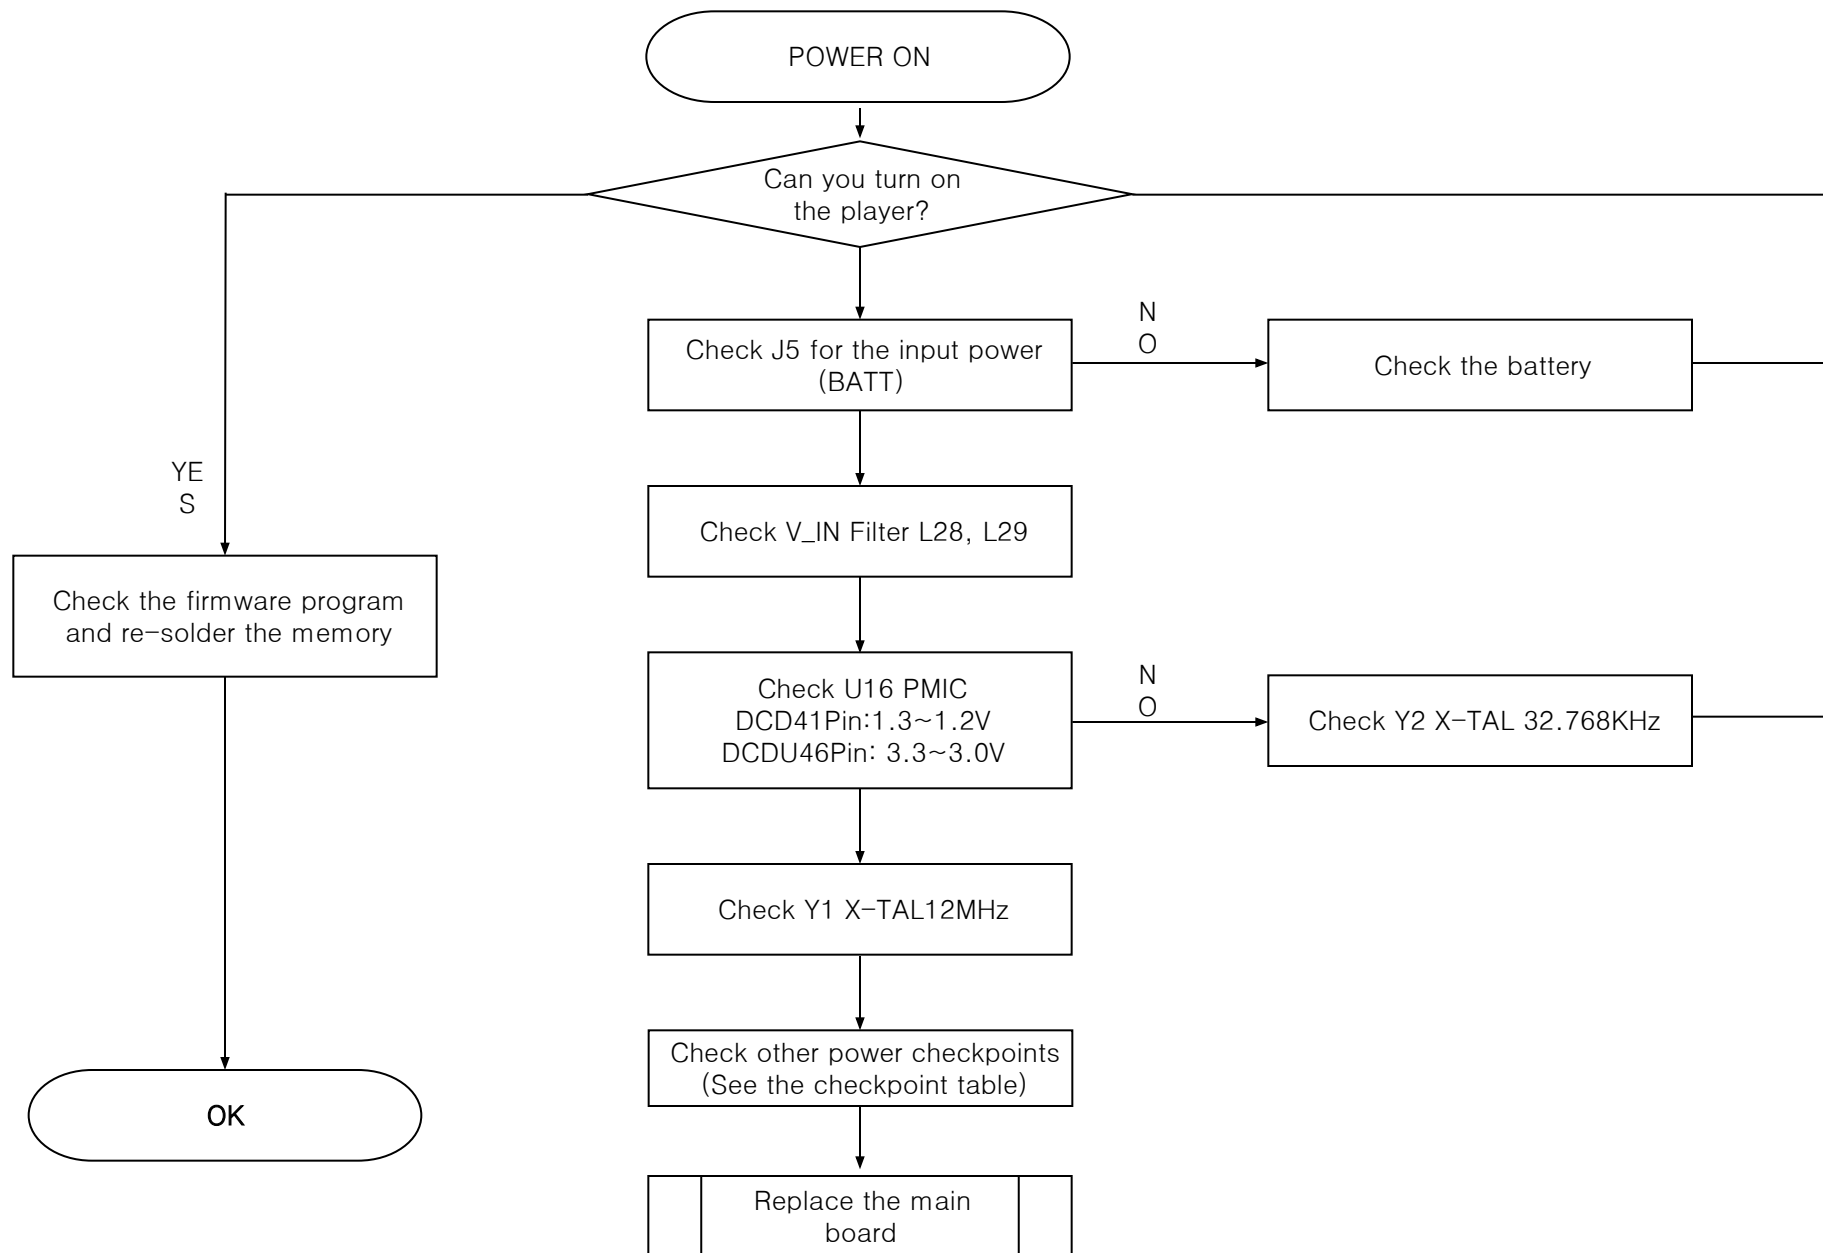 POWER ON
Can you turn on
the player?
N
O
Check J5 for the input power
(BATT)
Check the battery
YE
S
Check V_IN Filter L28, L29
Check the firmware program
and re-solder the memory
Check U16 PMIC
DCD41Pin:1.3~1.2V
DCDU46Pin: 3.3~3.0V
N
O
Check Y2 X-TAL 32.768KHz
Check Y1 X-TAL12MHz
Check other power checkpoints
(See the checkpoint table)
OK
Replace the main
board